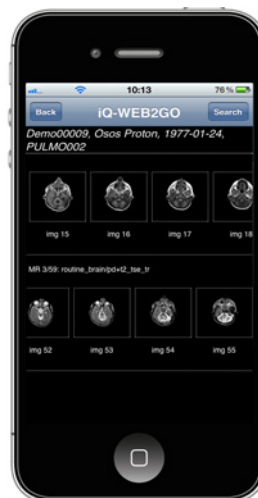 10:13
76 %
Back
iQ-WEB2GO
Search
Demo00009, Osos Proton, 1977-01-24,
PULMO002
img 15 img 16 img 17 img 18
MR 3/59: routine_brain/pd+t2_tse_tr
img 52 img 53 img 54 img 55